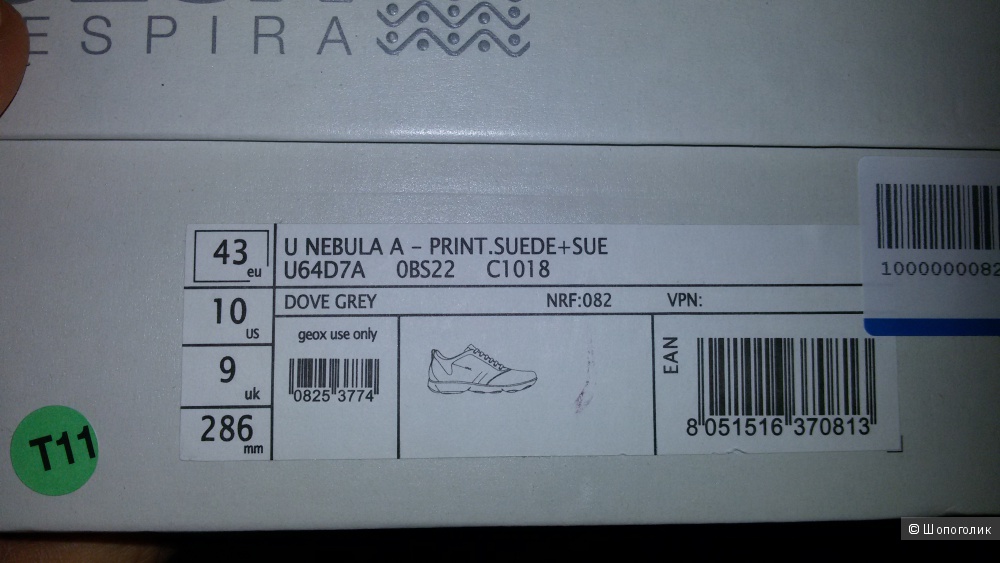 ESPIRA
43 eu
U NEBULA A - PRINT.SUEDE+SUE
U64D7A 0BS22 C1018
10 US
DOVE GREY NRF:082 VPN:
9 uk
286 mm
geox use only
0825 3774
EAN
8 051516 370813
1000000082
T11
© Шопоголик